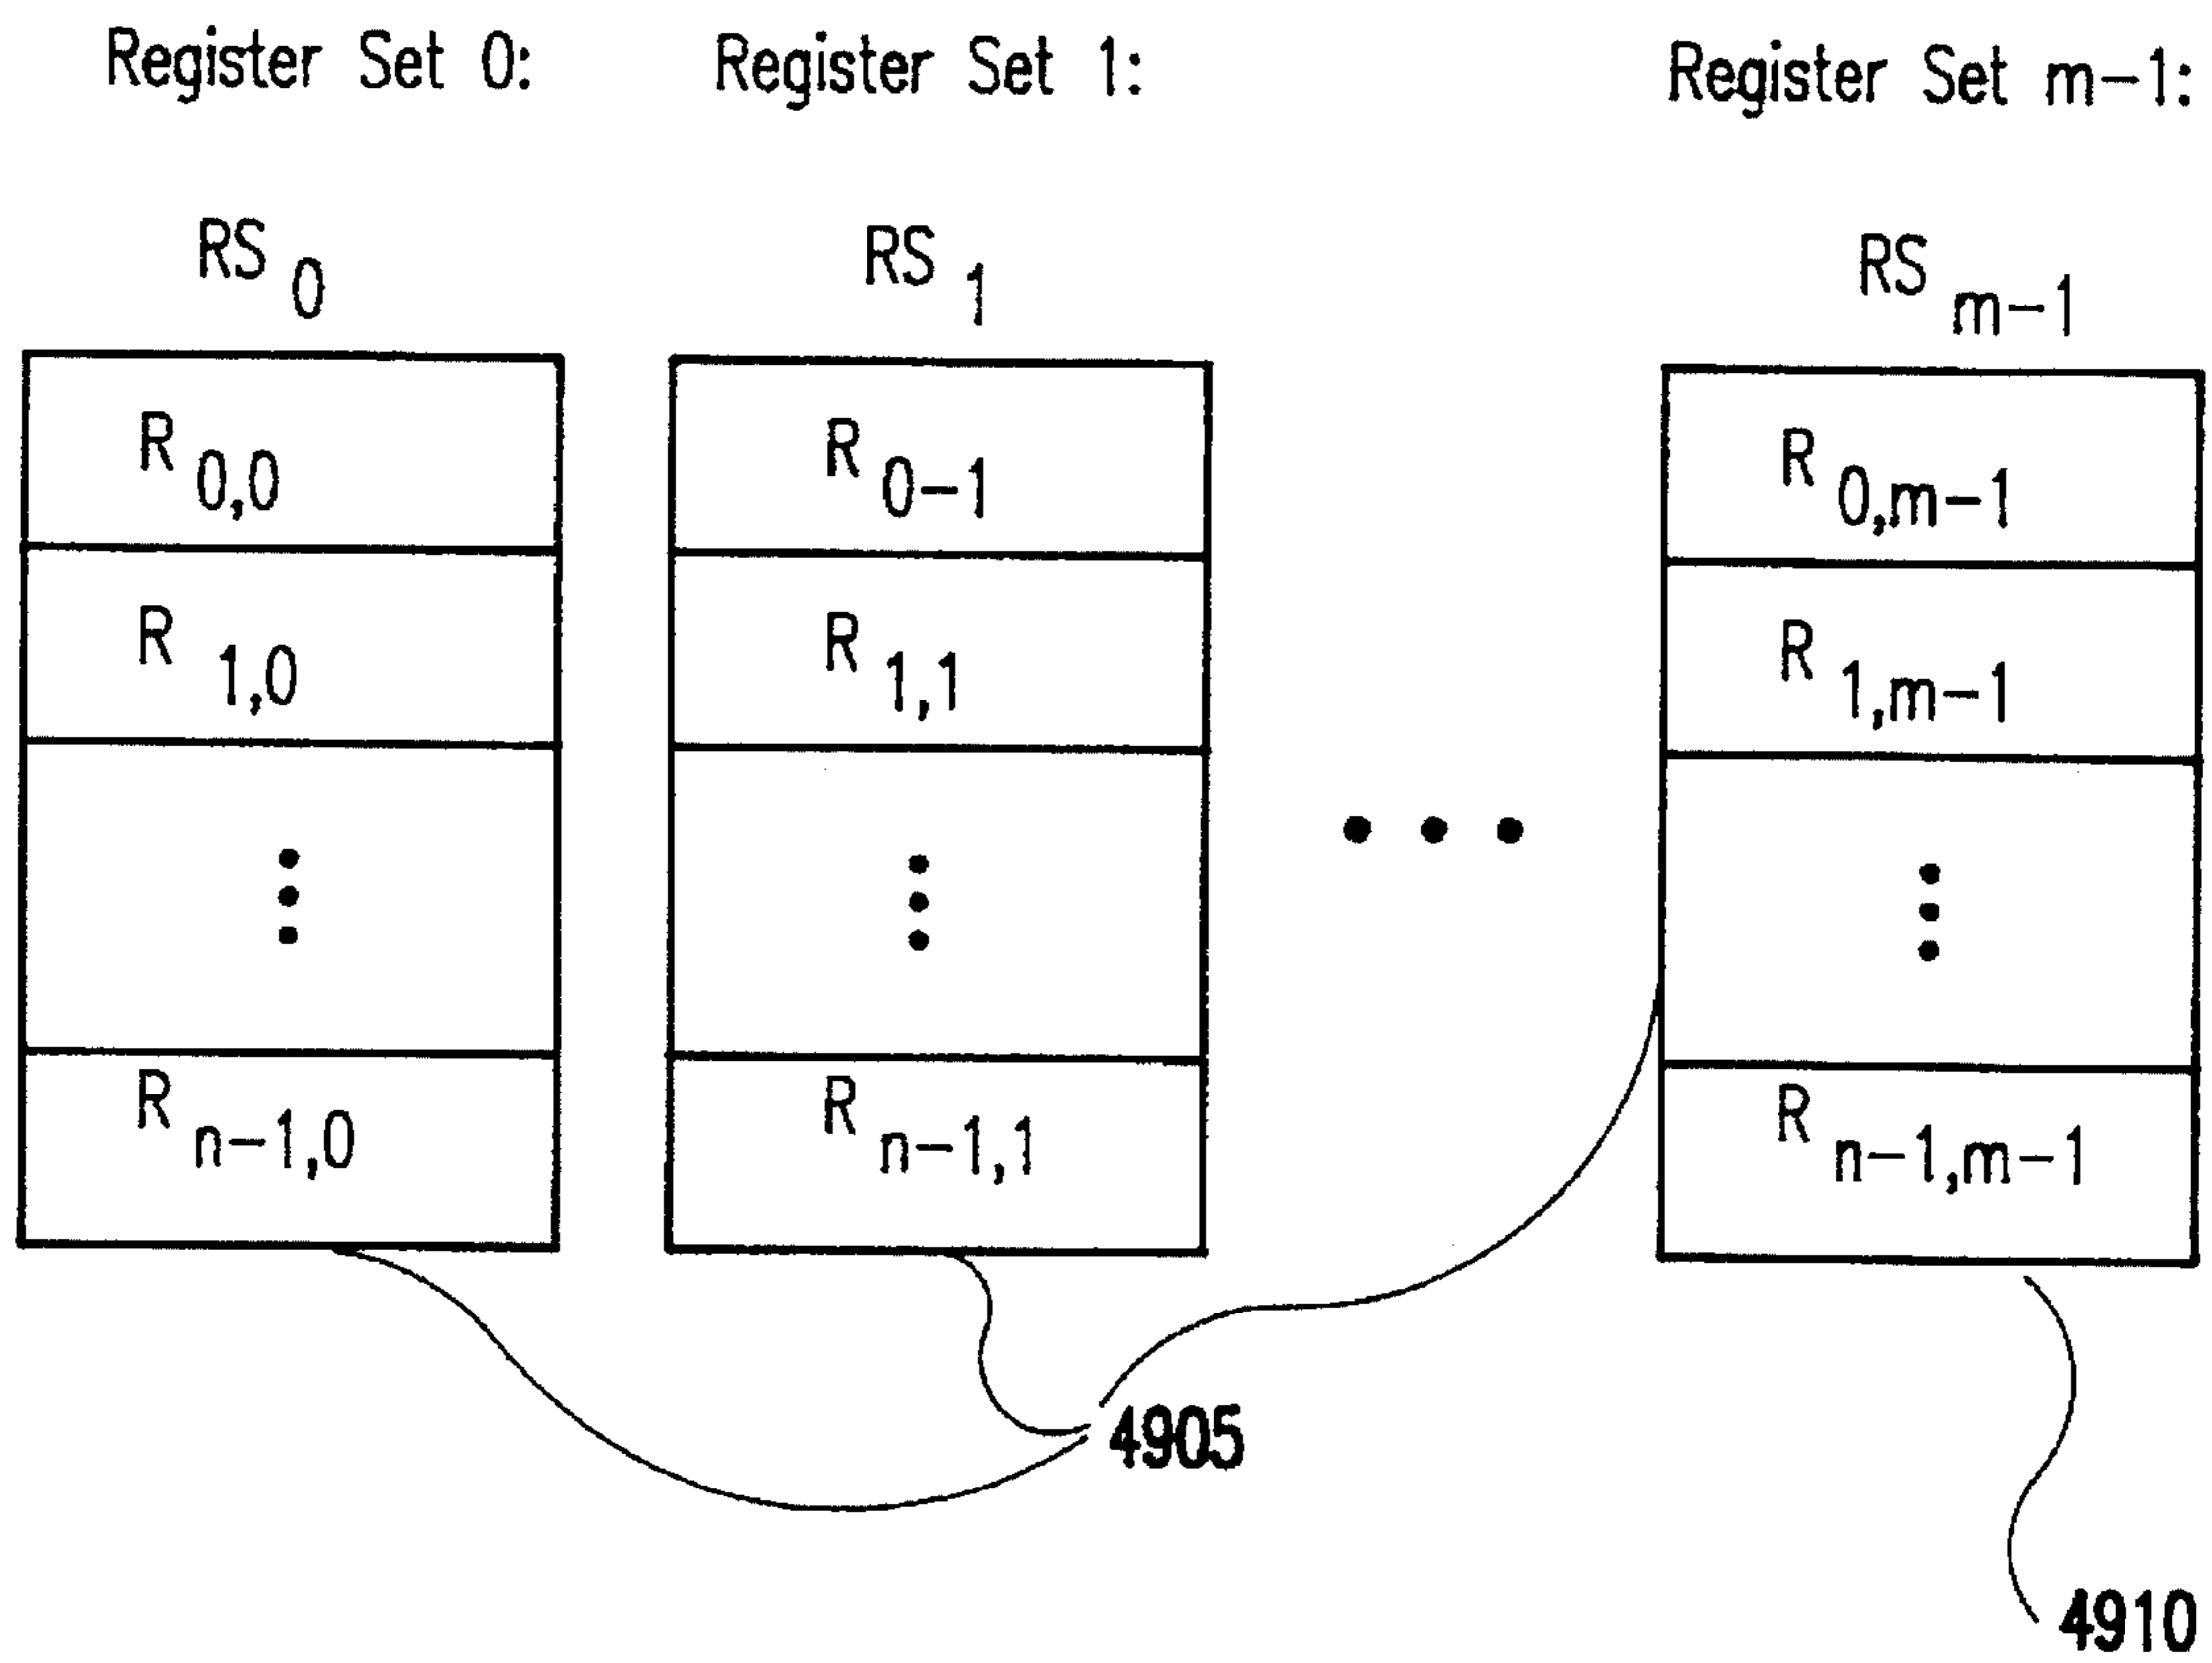 Register Set 0:
Register Set 1:
Register Set m-1:
RS 0
RS 1
RS m-1
R 0,0
R 0-1
R 0,m-1
R 1,0
R 1,1
R 1,m-1
R n-1,0
R n-1,1
R n-1,m-1
4905
4910